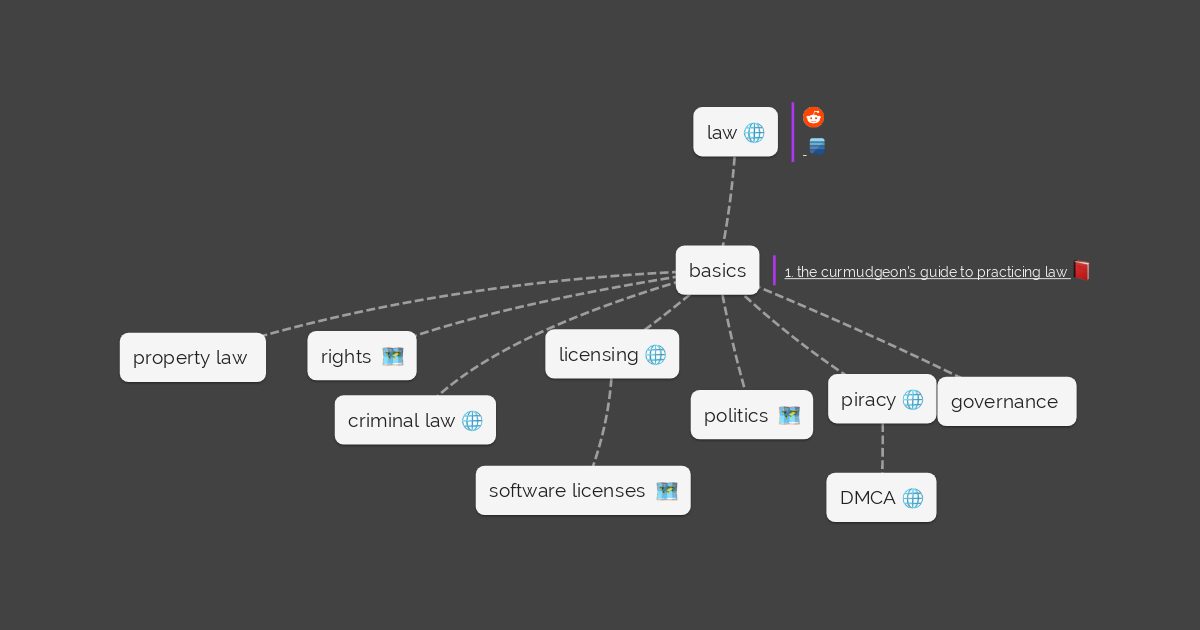 law
basics
1. the curmudgeon's guide to practicing law
property law
rights
licensing
criminal law
politics
piracy
governance
software licenses
DMCA